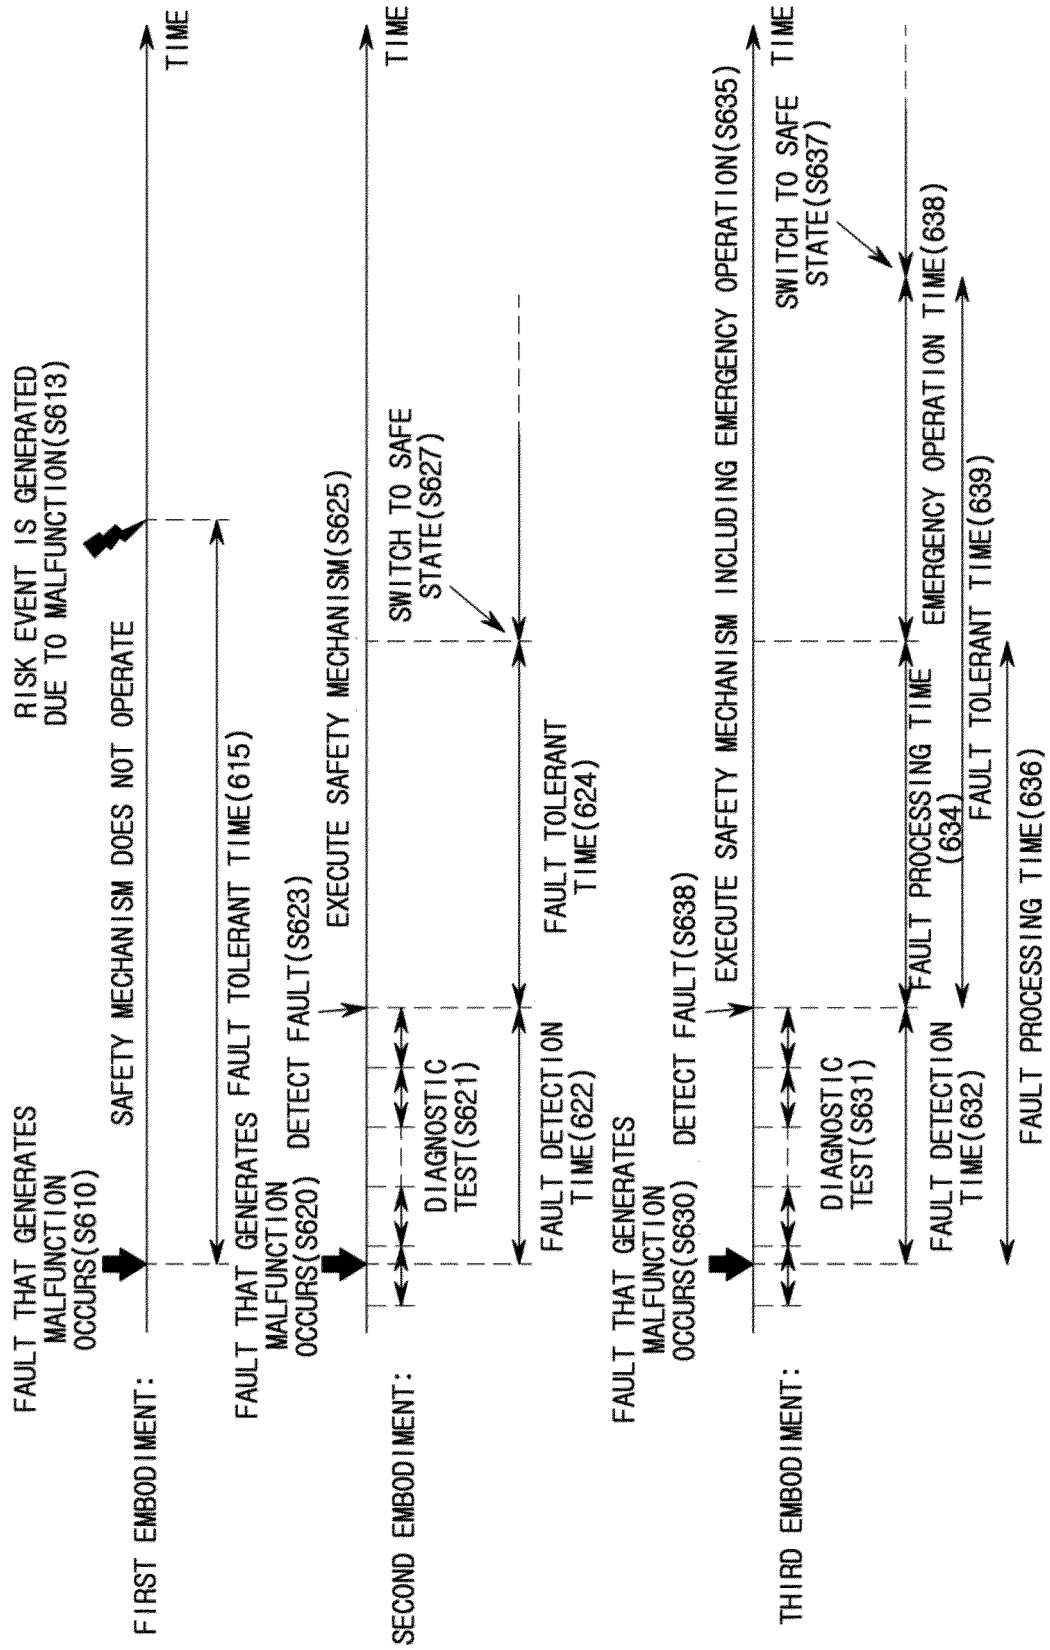 FIRST EMBODIMENT:
FAULT THAT GENERATES
MALFUNCTION
OCCURS(S610)
SAFETY MECHANISM DOES NOT OPERATE
RISK EVENT IS GENERATED
DUE TO MALFUNCTION(S613)
TIME
FAULT TOLERANT TIME(615)
SECOND EMBODIMENT:
FAULT THAT GENERATES
MALFUNCTION
OCCURS(S620)
DETECT FAULT(S623)
EXECUTE SAFETY MECHANISM(S625)
TIME
SWITCH TO SAFE
STATE(S627)
DIAGNOSTIC
TEST(S621)
FAULT DETECTION
TIME(622)
FAULT TOLERANT
TIME(624)
THIRD EMBODIMENT:
FAULT THAT GENERATES
MALFUNCTION
OCCURS(S630)
DETECT FAULT(S638)
EXECUTE SAFETY MECHANISM INCLUDING EMERGENCY OPERATION(S635)
TIME
SWITCH TO SAFE
STATE(S637)
DIAGNOSTIC
TEST(S631)
FAULT DETECTION
TIME(632)
FAULT PROCESSING TIME
(634)
EMERGENCY OPERATION TIME(638)
FAULT TOLERANT TIME(639)
FAULT PROCESSING TIME(636)